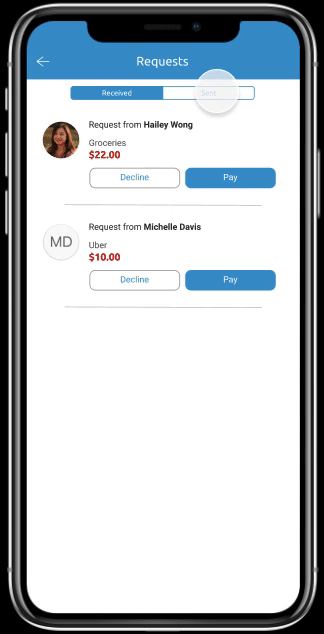 Requests
Received Sent
Request from Hailey Wong
Groceries
$22.00
Decline Pay
MD
Request from Michelle Davis
Uber
$10.00
Decline Pay